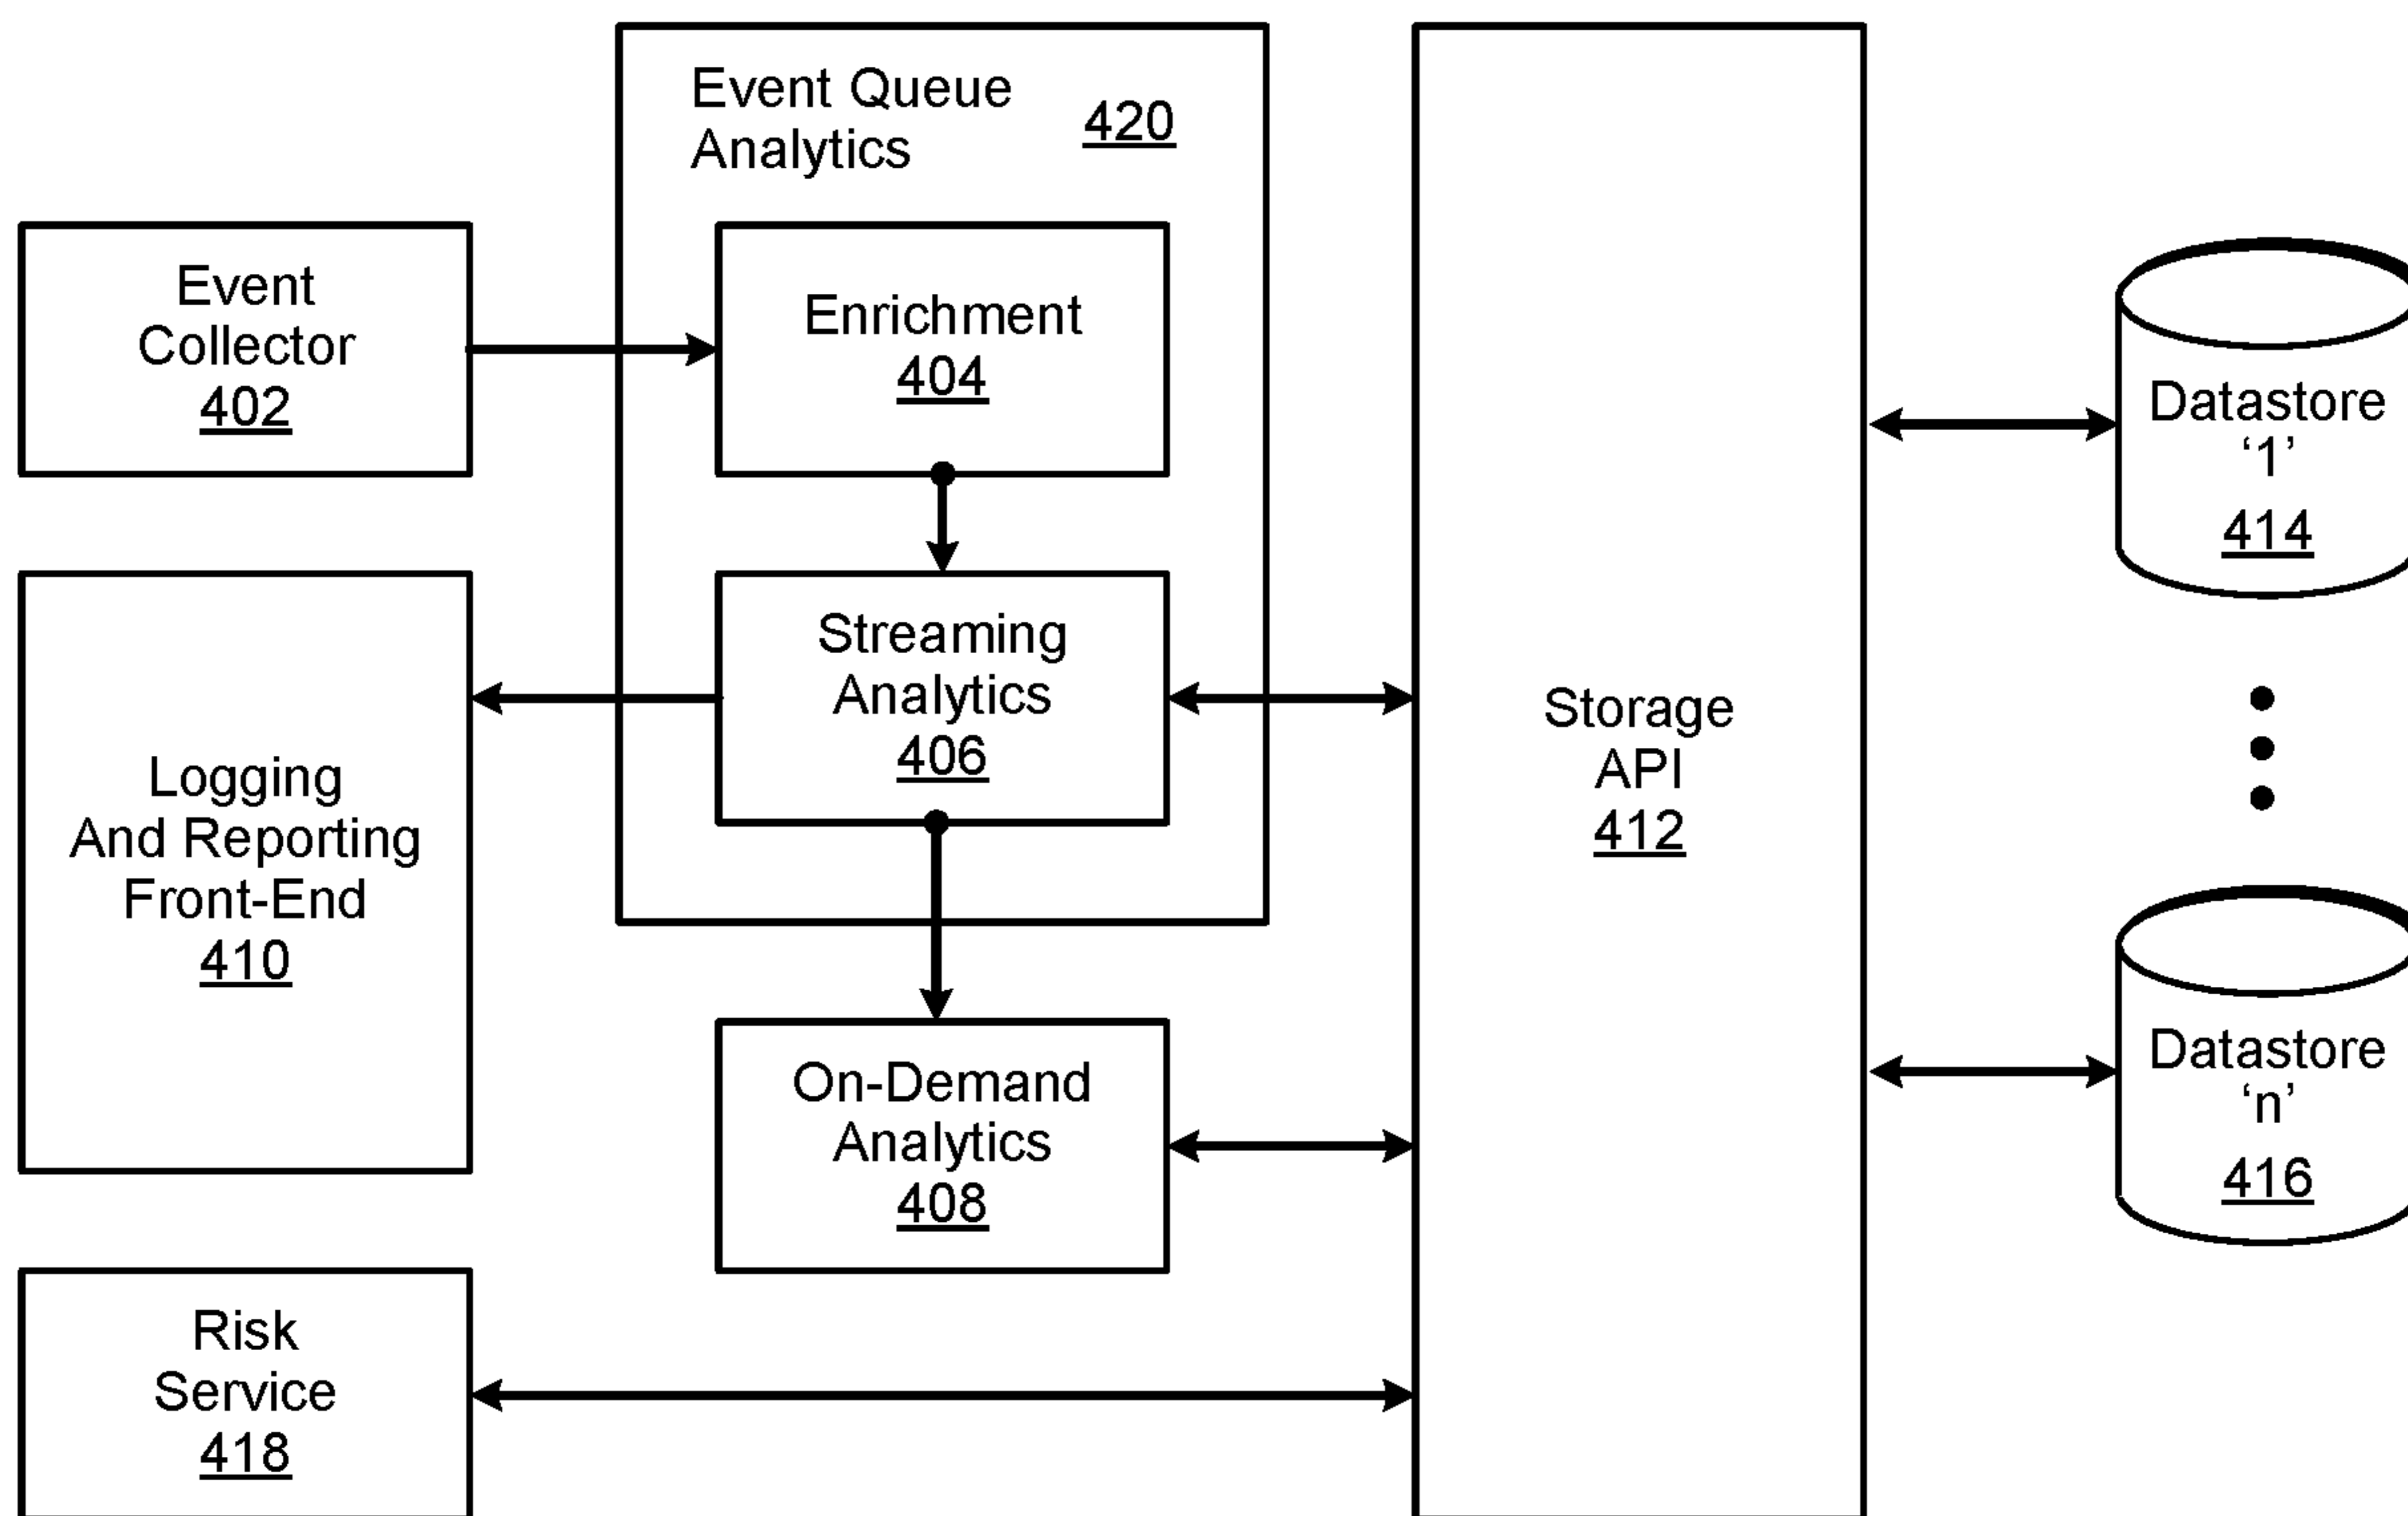 Event Queue
Analytics
420
Event
Collector
402
Enrichment
404
Streaming
Analytics
406
Logging
And Reporting
Front-End
410
On-Demand
Analytics
408
Risk
Service
418
Storage
API
412
Datastore
‘1’
414
Datastore
‘n’
416